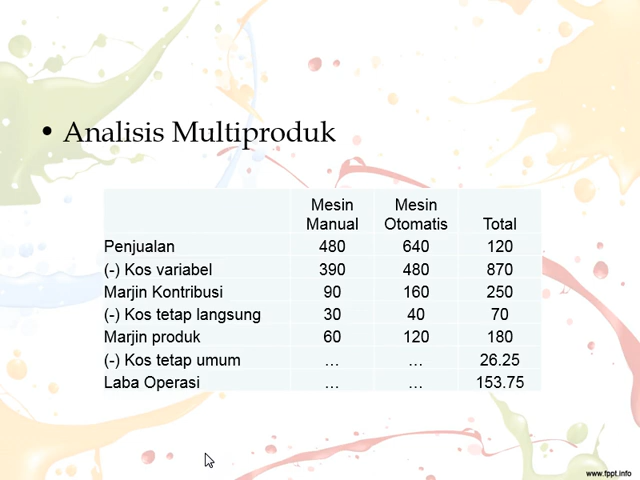 • Analisis Multiproduk
Mesin Manual Mesin Otomatis Total
Penjualan 480 640 120
(-) Kos variabel 390 480 870
Marjin Kontribusi 90 160 250
(-) Kos tetap langsung 30 40 70
Marjin produk 60 120 180
(-) Kos tetap umum ... ... 26.25
Laba Operasi ... ... 153.75
www.fppt.info